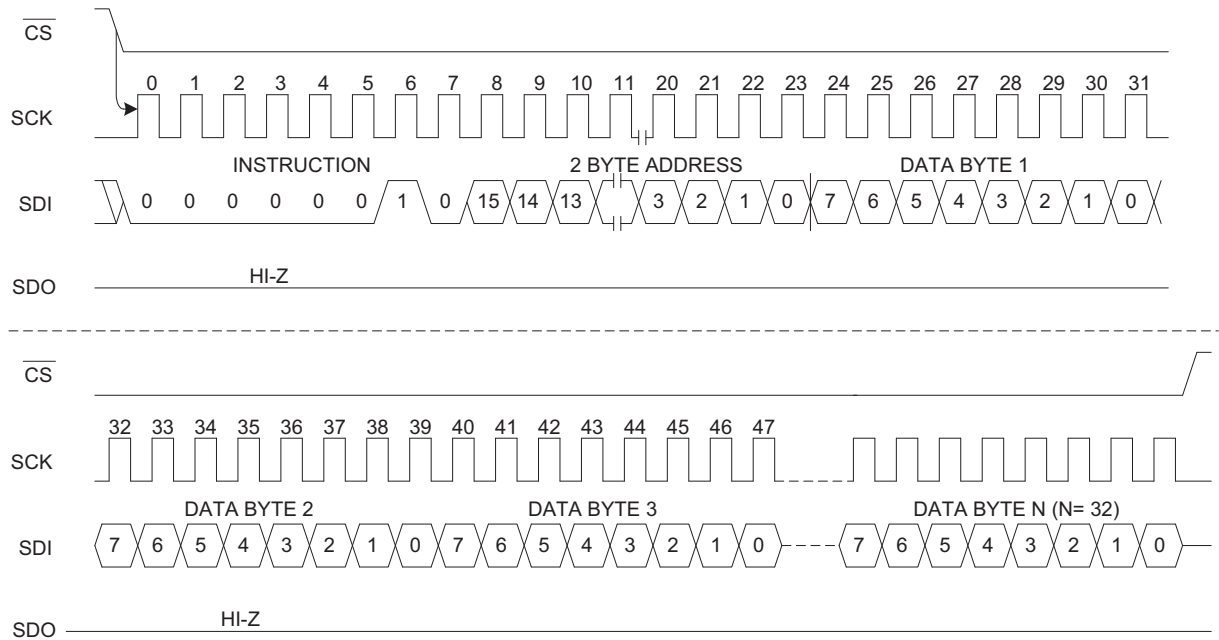 CS
0 1 2 3 4 5 6 7 8 9 10 11 20 21 22 23 24 25 26 27 28 29 30 31
SCK
INSTRUCTION 2 BYTE ADDRESS DATA BYTE 1
SDI 0 0 0 0 0 0 1 0 15 14 13 3 2 1 0 7 6 5 4 3 2 1 0
HI-Z
SDO
CS
32 33 34 35 36 37 38 39 40 41 42 43 44 45 46 47
SCK
DATA BYTE 2 DATA BYTE 3 DATA BYTE N (N= 32)
SDI 7 6 5 4 3 2 1 0 7 6 5 4 3 2 1 0 7 6 5 4 3 2 1 0
HI-Z
SDO